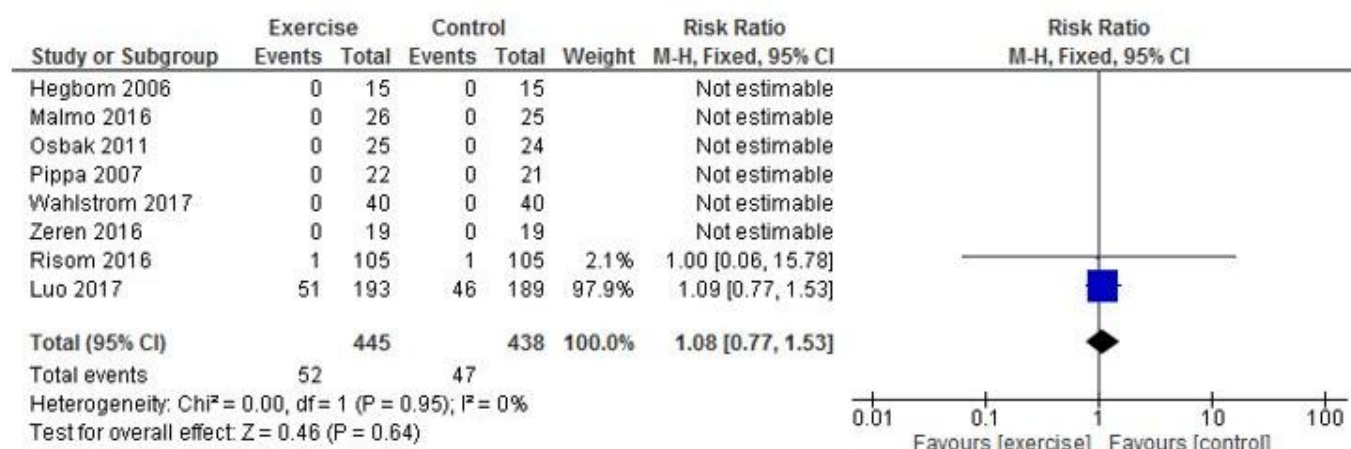 Exercise Control Risk Ratio Risk Ratio
Study or Subgroup Events Total Events Total Weight M-H, Fixed, 95% CI M-H, Fixed, 95% CI
Hegbom 2006 0 15 0 15 Not estimable
Malmo 2016 0 26 0 25 Not estimable
Osbak 2011 0 25 0 24 Not estimable
Pippa 2007 0 22 0 21 Not estimable
Wahlstrom 2017 0 40 0 40 Not estimable
Zeren 2016 0 19 0 19 Not estimable
Risom 2016 1 105 1 105 2.1% 1.00 [0.06, 15.78]
Luo 2017 51 193 46 189 97.9% 1.09 [0.77, 1.53]
Total (95% CI) 445 438 100.0% 1.08 [0.77, 1.53]
Total events 52 47
Heterogeneity: Chi² = 0.00, df = 1 (P = 0.95); I² = 0%
Test for overall effect: Z = 0.46 (P = 0.64)
0.01 0.1 1 10 100
Favours [exercise] Favours [control]